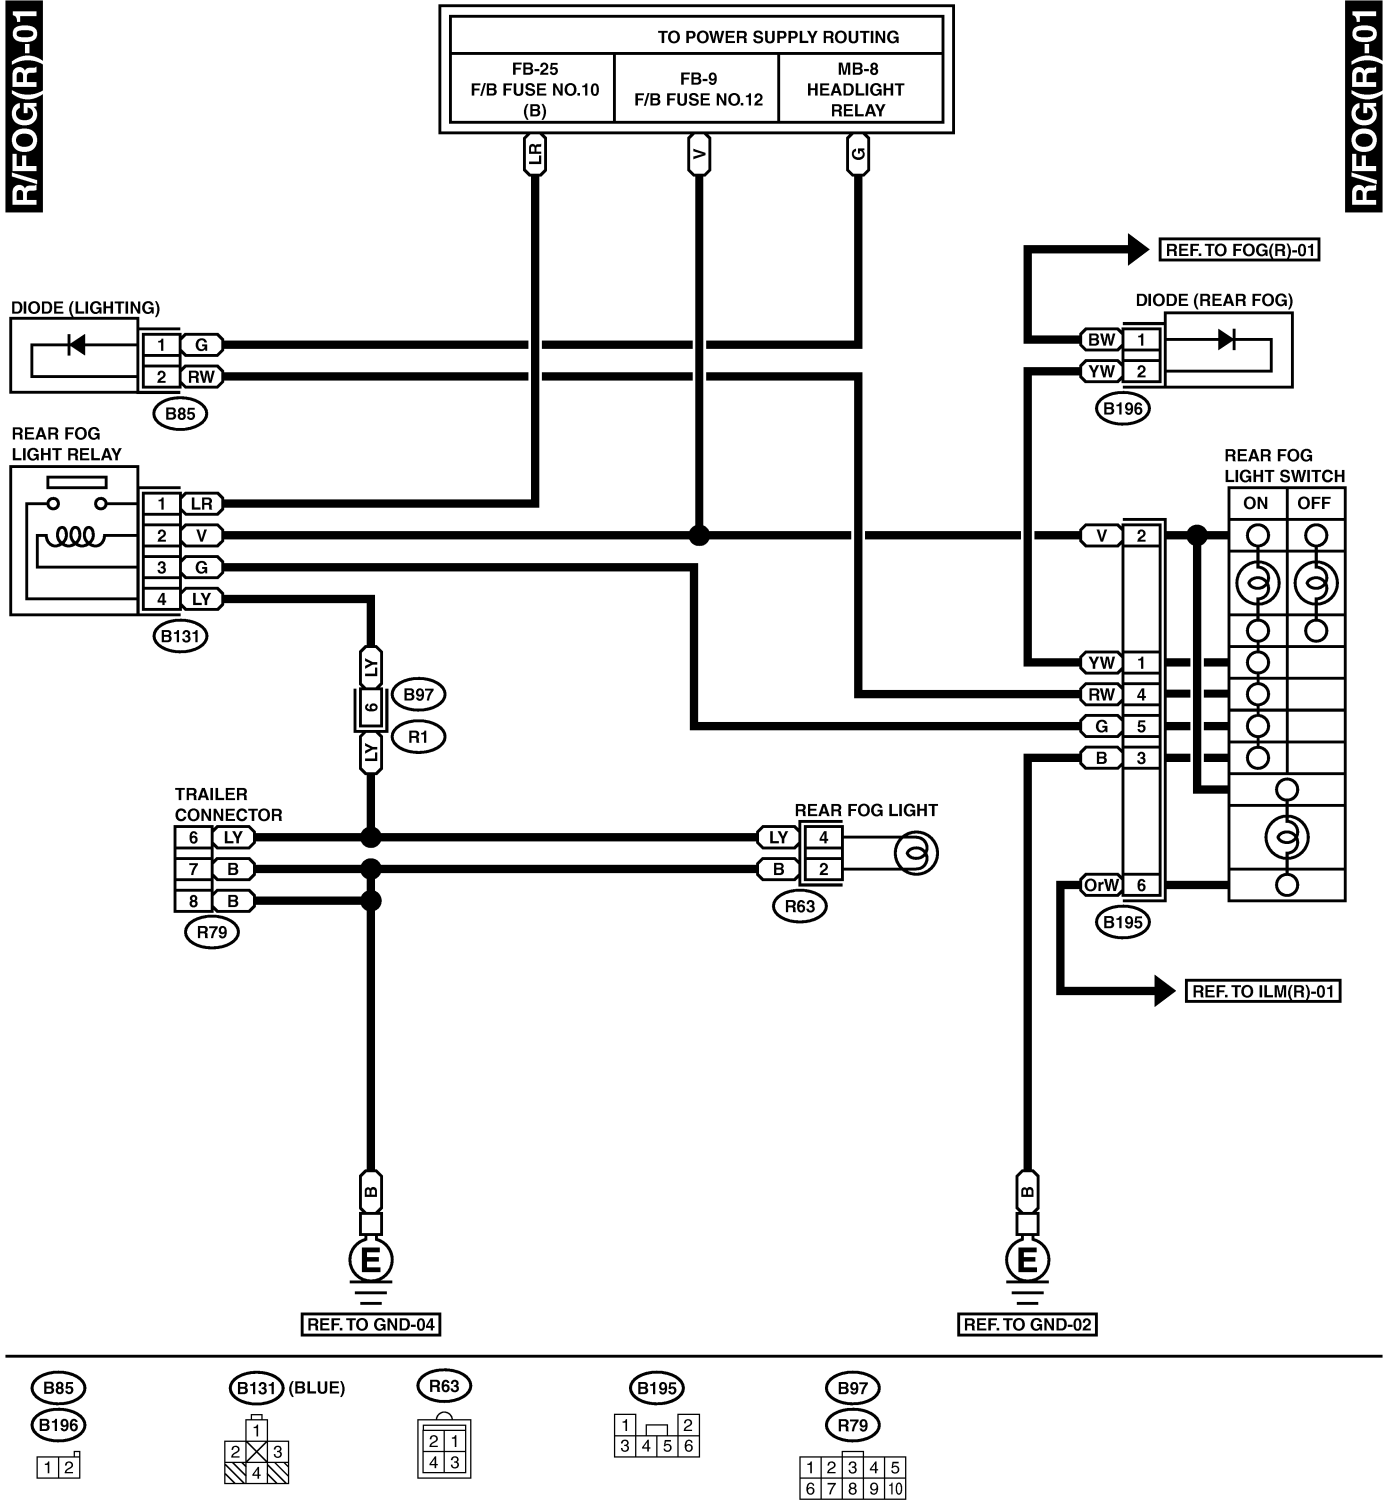 R/FOG(R)-01
R/FOG(R)-01
TO POWER SUPPLY ROUTING
FB-25
F/B FUSE NO.10
(B)
FB-9
F/B FUSE NO.12
MB-8
HEADLIGHT
RELAY
LR
V
G
REF. TO FOG(R)-01
DIODE (LIGHTING)
1 G
2 RW
B85
DIODE (REAR FOG)
BW 1
YW 2
B196
REAR FOG
LIGHT RELAY
1 LR
2 V
3 G
4 LY
B131
REAR FOG
LIGHT SWITCH
ON OFF
V 2
YW 1
RW 4
G 5
B 3
OrW 6
B195
LY
6
B97
R1
LY
TRAILER
CONNECTOR
6 LY
7 B
8 B
R79
REAR FOG LIGHT
LY 4
B 2
R63
REF. TO ILM(R)-01
B
E
REF. TO GND-04
B
E
REF. TO GND-02
B85
B196
1 2
B131 (BLUE)
1
2 3
4
R63
2 1
4 3
B195
1 2
3 4 5 6
B97
R79
1 2 3 4 5
6 7 8 9 10